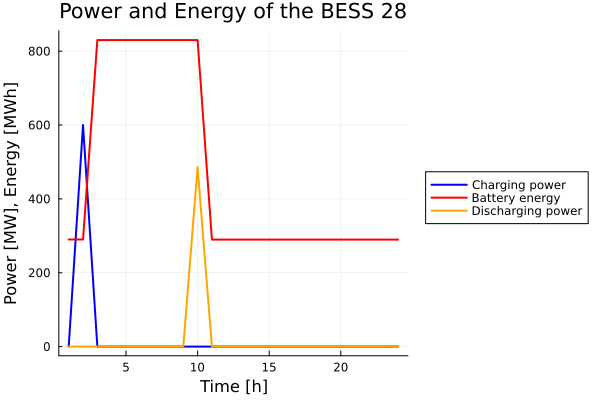 Power and Energy of the BESS 28
Power [MW], Energy [MWh]
800
600
400
200
0
5
10
15
20
Time [h]
Charging power
Battery energy
Discharging power